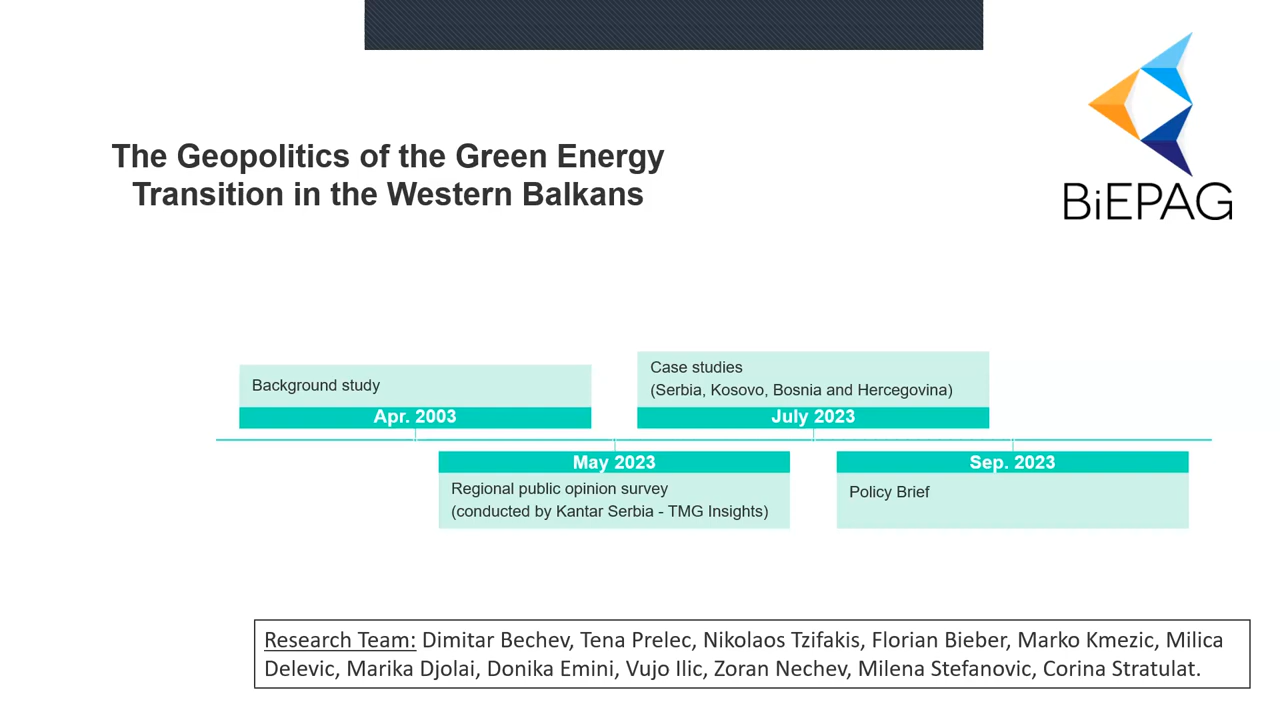 The Geopolitics of the Green Energy
Transition in the Western Balkans
BiEPAG
Background study
Apr. 2003
Case studies
(Serbia, Kosovo, Bosnia and Hercegovina)
July 2023
May 2023
Regional public opinion survey
(conducted by Kantar Serbia - TMG Insights)
Sep. 2023
Policy Brief
Research Team: Dimitar Bechev, Tena Prelec, Nikolaos Tzifakis, Florian Bieber, Marko Kmezic, Milica
Delevic, Marika Djolai, Donika Emini, Vujo Ilic, Zoran Nechev, Milena Stefanovic, Corina Stratulat.